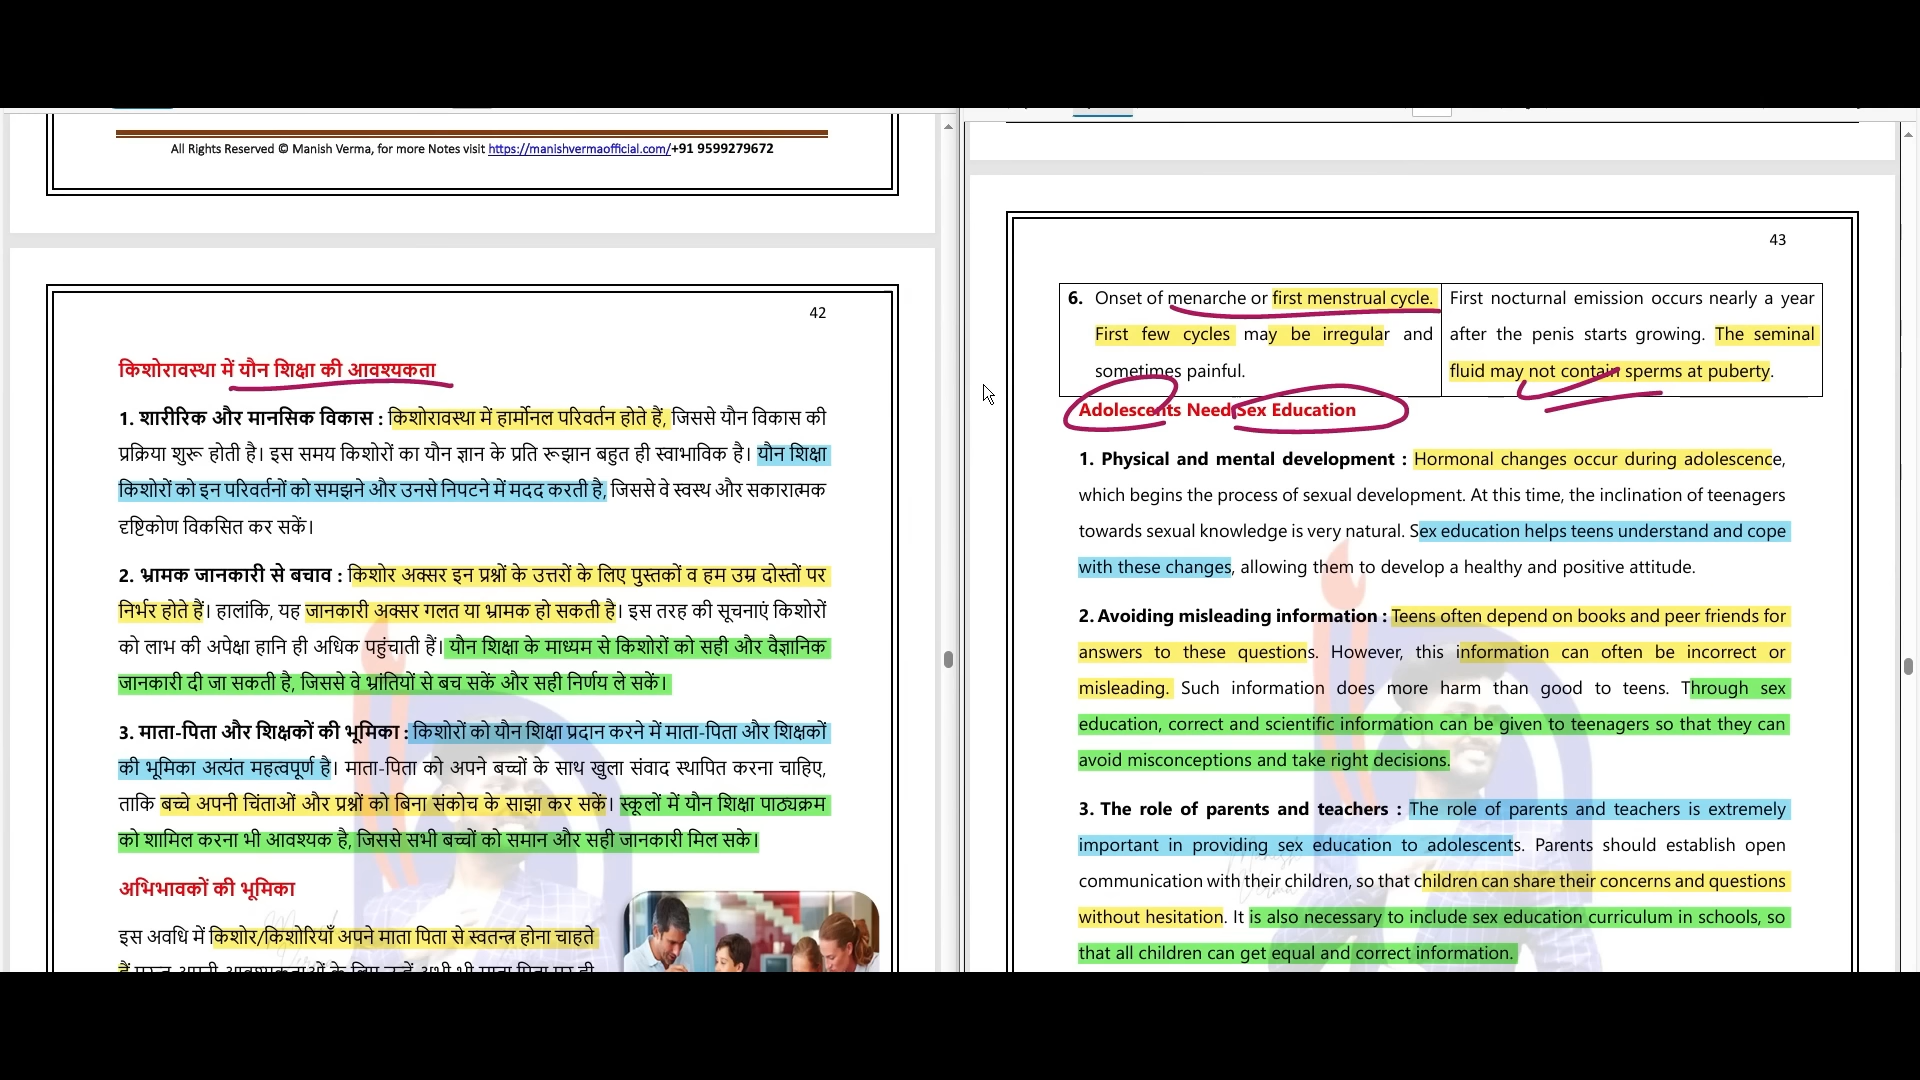 All Rights Reserved © Manish Verma, for more Notes visit https://manishvermaofficial.com/+91 9599279672
42
किशोरावस्था में यौन शिक्षा की आवश्यकता
1. शारीरिक और मानसिक विकास : किशोरावस्था में हार्मोनल परिवर्तन होते हैं, जिससे यौन विकास की
प्रक्रिया शुरू होती है। इस समय किशोरों का यौन ज्ञान के प्रति रूझान बहुत ही स्वाभाविक है। यौन शिक्षा
किशोरों को इन परिवर्तनों को समझने और उनसे निपटने में मदद करती है, जिससे वे स्वस्थ और सकारात्मक
दृष्टिकोण विकसित कर सकें।
2. भ्रामक जानकारी से बचाव : किशोर अक्सर इन प्रश्नों के उत्तरों के लिए पुस्तकों व हम उम्र दोस्तों पर
निर्भर होते हैं। हालांकि, यह जानकारी अक्सर गलत या भ्रामक हो सकती है। इस तरह की सूचनाएं किशोरों
को लाभ की अपेक्षा हानि ही अधिक पहुंचाती हैं। यौन शिक्षा के माध्यम से किशोरों को सही और वैज्ञानिक
जानकारी दी जा सकती है, जिससे वे भ्रांतियों से बच सकें और सही निर्णय ले सकें।
3. माता-पिता और शिक्षकों की भूमिका : किशोरों को यौन शिक्षा प्रदान करने में माता-पिता और शिक्षकों
की भूमिका अत्यंत महत्वपूर्ण है। माता-पिता को अपने बच्चों के साथ खुला संवाद स्थापित करना चाहिए,
ताकि बच्चे अपनी चिंताओं और प्रश्नों को बिना संकोच के साझा कर सकें। स्कूलों में यौन शिक्षा पाठ्यक्रम
को शामिल करना भी आवश्यक है, जिससे सभी बच्चों को समान और सही जानकारी मिल सके।
अभिभावकों की भूमिका
इस अवधि में किशोर/किशोरियाँ अपने माता पिता से स्वतन्त्र होना चाहते
43
6. Onset of menarche or first menstrual cycle.
First few cycles may be irregular and
sometimes painful.
First nocturnal emission occurs nearly a year
after the penis starts growing. The seminal
fluid may not contain sperms at puberty.
Adolescents Need Sex Education
1. Physical and mental development : Hormonal changes occur during adolescence,
which begins the process of sexual development. At this time, the inclination of teenagers
towards sexual knowledge is very natural. Sex education helps teens understand and cope
with these changes, allowing them to develop a healthy and positive attitude.
2. Avoiding misleading information : Teens often depend on books and peer friends for
answers to these questions. However, this information can often be incorrect or
misleading. Such information does more harm than good to teens. Through sex
education, correct and scientific information can be given to teenagers so that they can
avoid misconceptions and take right decisions.
3. The role of parents and teachers : The role of parents and teachers is extremely
important in providing sex education to adolescents. Parents should establish open
communication with their children, so that children can share their concerns and questions
without hesitation. It is also necessary to include sex education curriculum in schools, so
that all children can get equal and correct information.